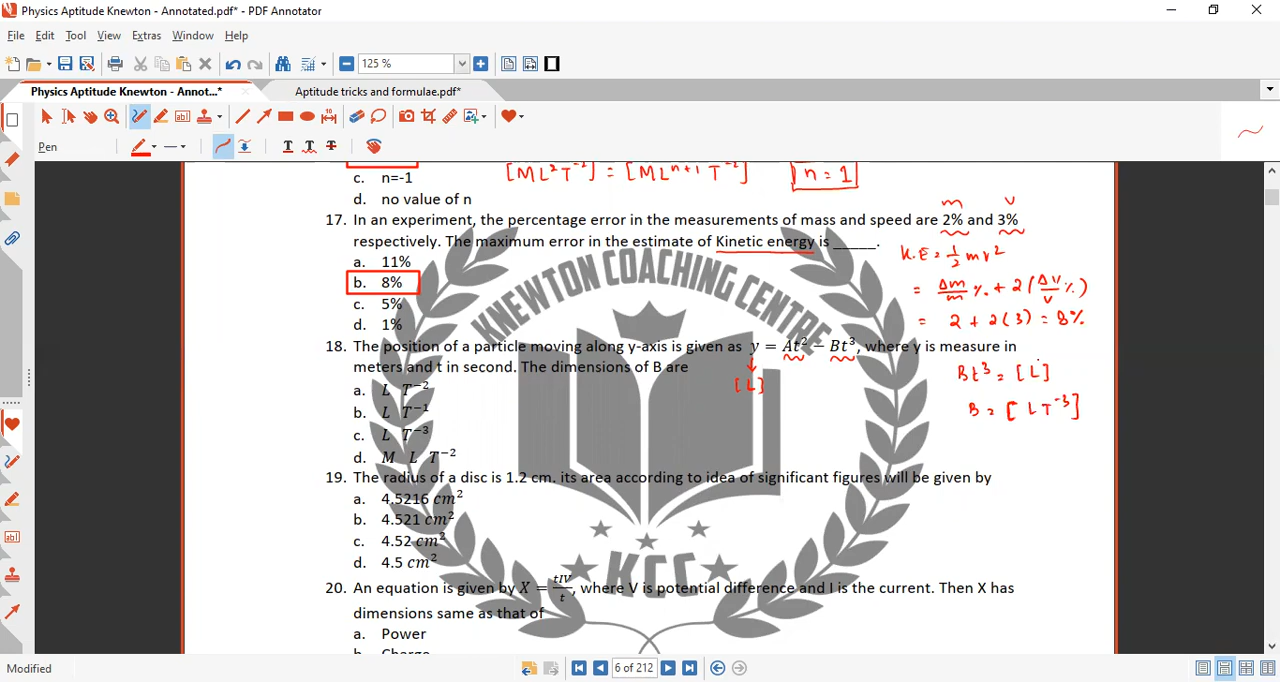 Physics Aptitude Knewton - Annotated.pdf* - PDF Annotator
File Edit Tool View Extras Window Help
125 %
Physics Aptitude Knewton - Annot...*
Aptitude tricks and formulae.pdf*
Pen
c. n=-1
[ML²T⁻²] = [MLⁿ⁺¹ T⁻²]
n = 1
d. no value of n
m v
17. In an experiment, the percentage error in the measurements of mass and speed are 2% and 3%
respectively. The maximum error in the estimate of Kinetic energy is _____.
K.E = ½ mv²
a. 11%
b. 8%
= Δm/m %. + 2(Δv/v %)
c. 5%
= 2 + 2(3) = 8%
d. 1%
18. The position of a particle moving along y-axis is given as y = At² − Bt³, where y is measure in
meters and t in second. The dimensions of B are
Bt³ = [L]
[L]
a. L T⁻²
b. L T⁻¹
B = [LT⁻³]
c. L T⁻³
d. M L T⁻²
19. The radius of a disc is 1.2 cm. its area according to idea of significant figures will be given by
a. 4.5216 cm²
b. 4.521 cm²
c. 4.52 cm²
d. 4.5 cm²
20. An equation is given by X = tIV/t, where V is potential difference and I is the current. Then X has
dimensions same as that of
a. Power
b. Charge
KNEWTON COACHING CENTRE
KCC
Modified
6 of 212